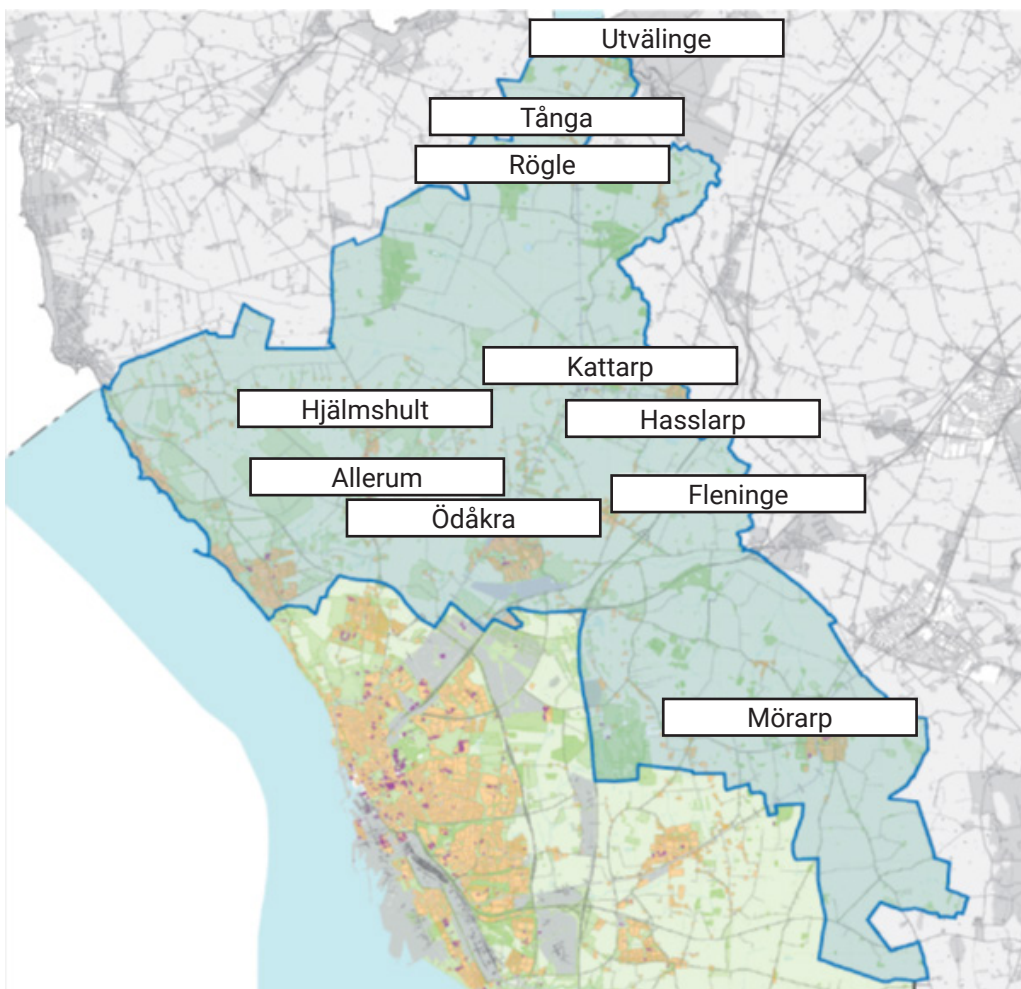 Utvälinge
Tånga
Rögle
Kattarp
Hjälmshult
Hasslarp
Allerum
Fleninge
Ödåkra
Mörarp